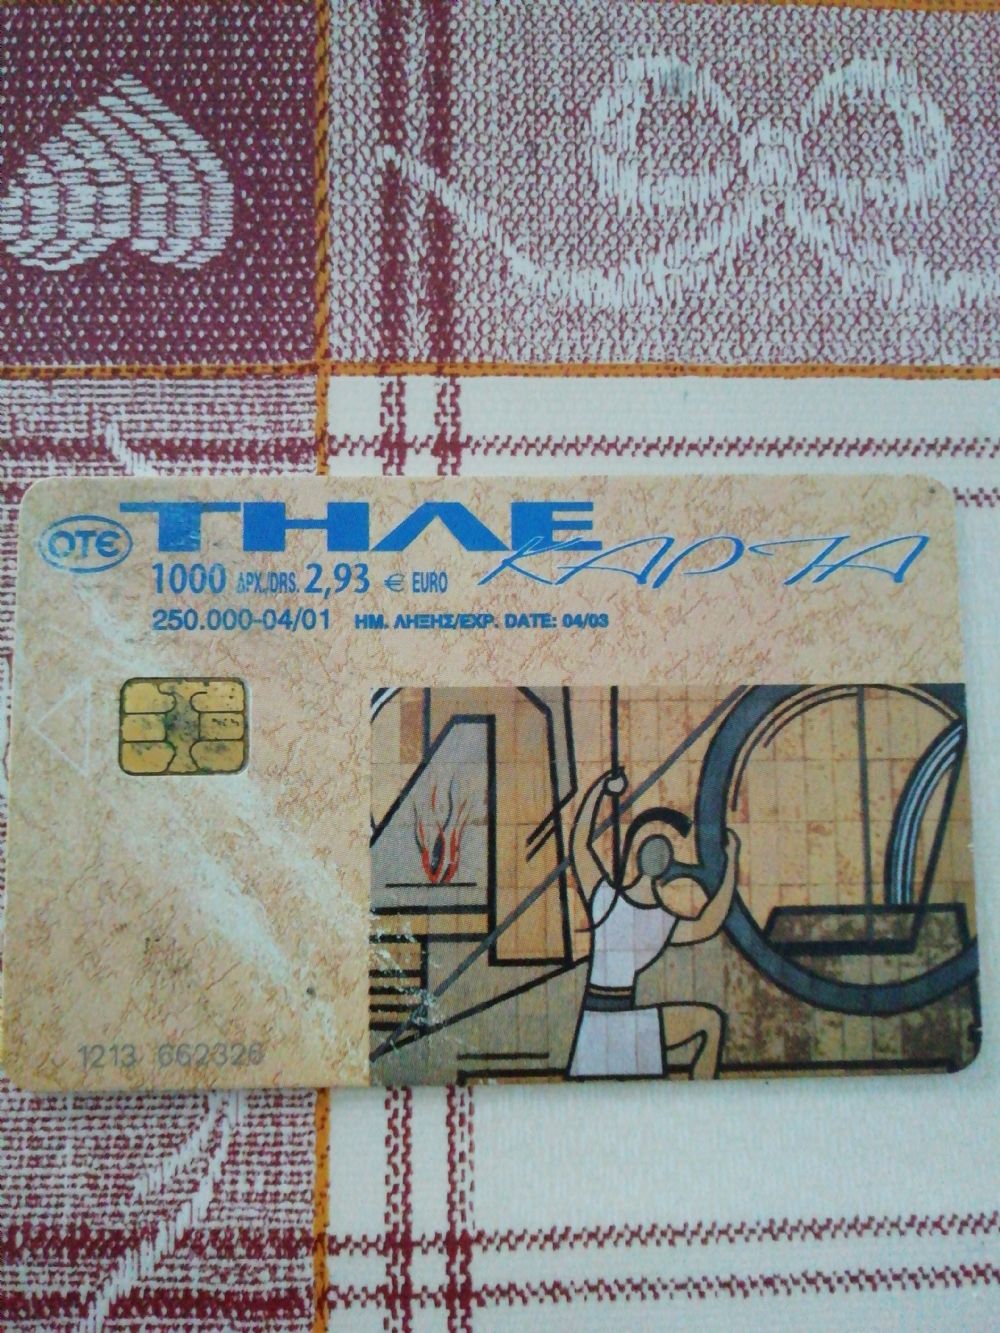 ΟΤΕ ΤΗΛΕ
ΚΑΡΤΑ
1000 ΔΡΧ./DRS. 2,93 € EURO
250.000-04/01 ΗΜ. ΛΗΞΗΣ/EXP. DATE: 04/03
1213 662326